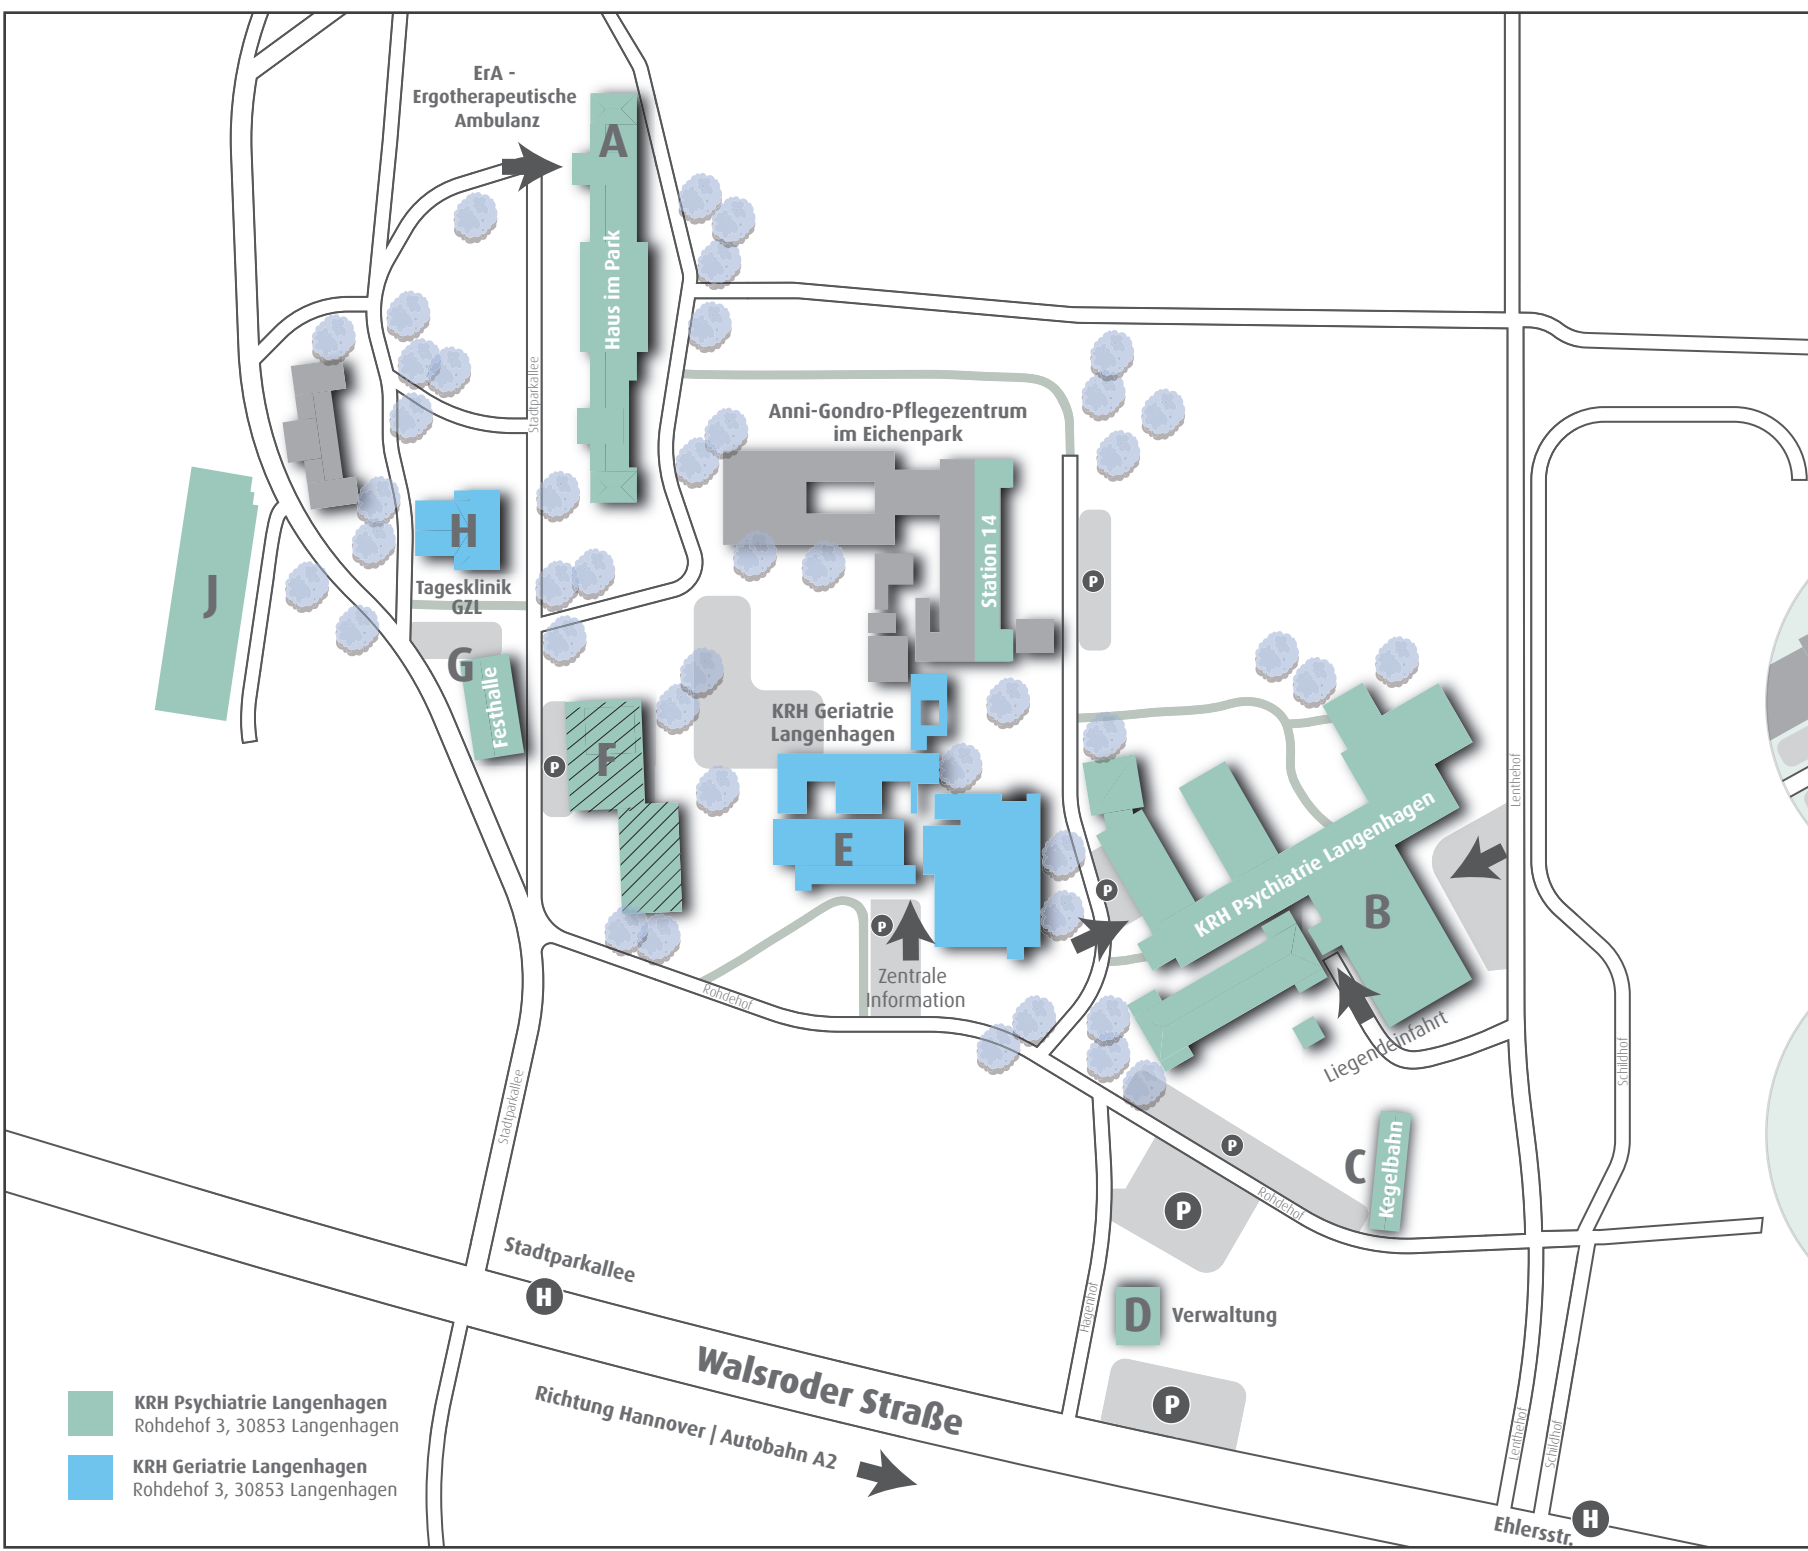 ErA -
Ergotherapeutische
Ambulanz
A
Haus im Park
Stadtparkallee
Anni-Gondro-Pflegezentrum
im Eichenpark
Station 14
P
H
Tagesklinik
GZL
J
G
Festhalle
P
F
KRH Geriatrie
Langenhagen
E
P
Zentrale
Information
P
KRH Psychiatrie Langenhagen
B
Lenthehof
Liegendeinfahrt
Rohdehof
Stadtparkallee
Schildhof
P
C
Kegelbahn
P
Rohdehof
Stadtparkallee
H
Hagenhof
D
Verwaltung
P
Walsroder Straße
Richtung Hannover | Autobahn A2
Lenthehof
Schildhof
Ehlersstr.
H
KRH Psychiatrie Langenhagen
Rohdehof 3, 30853 Langenhagen
KRH Geriatrie Langenhagen
Rohdehof 3, 30853 Langenhagen